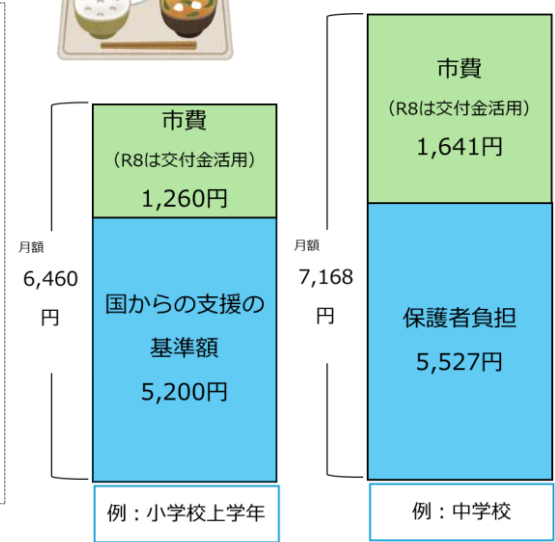 市費
（R8は交付金活用）
1,260円
月額
6,460
円
国からの支援の
基準額
5,200円
例：小学校上学年
市費
（R8は交付金活用）
1,641円
月額
7,168
円
保護者負担
5,527円
例：中学校